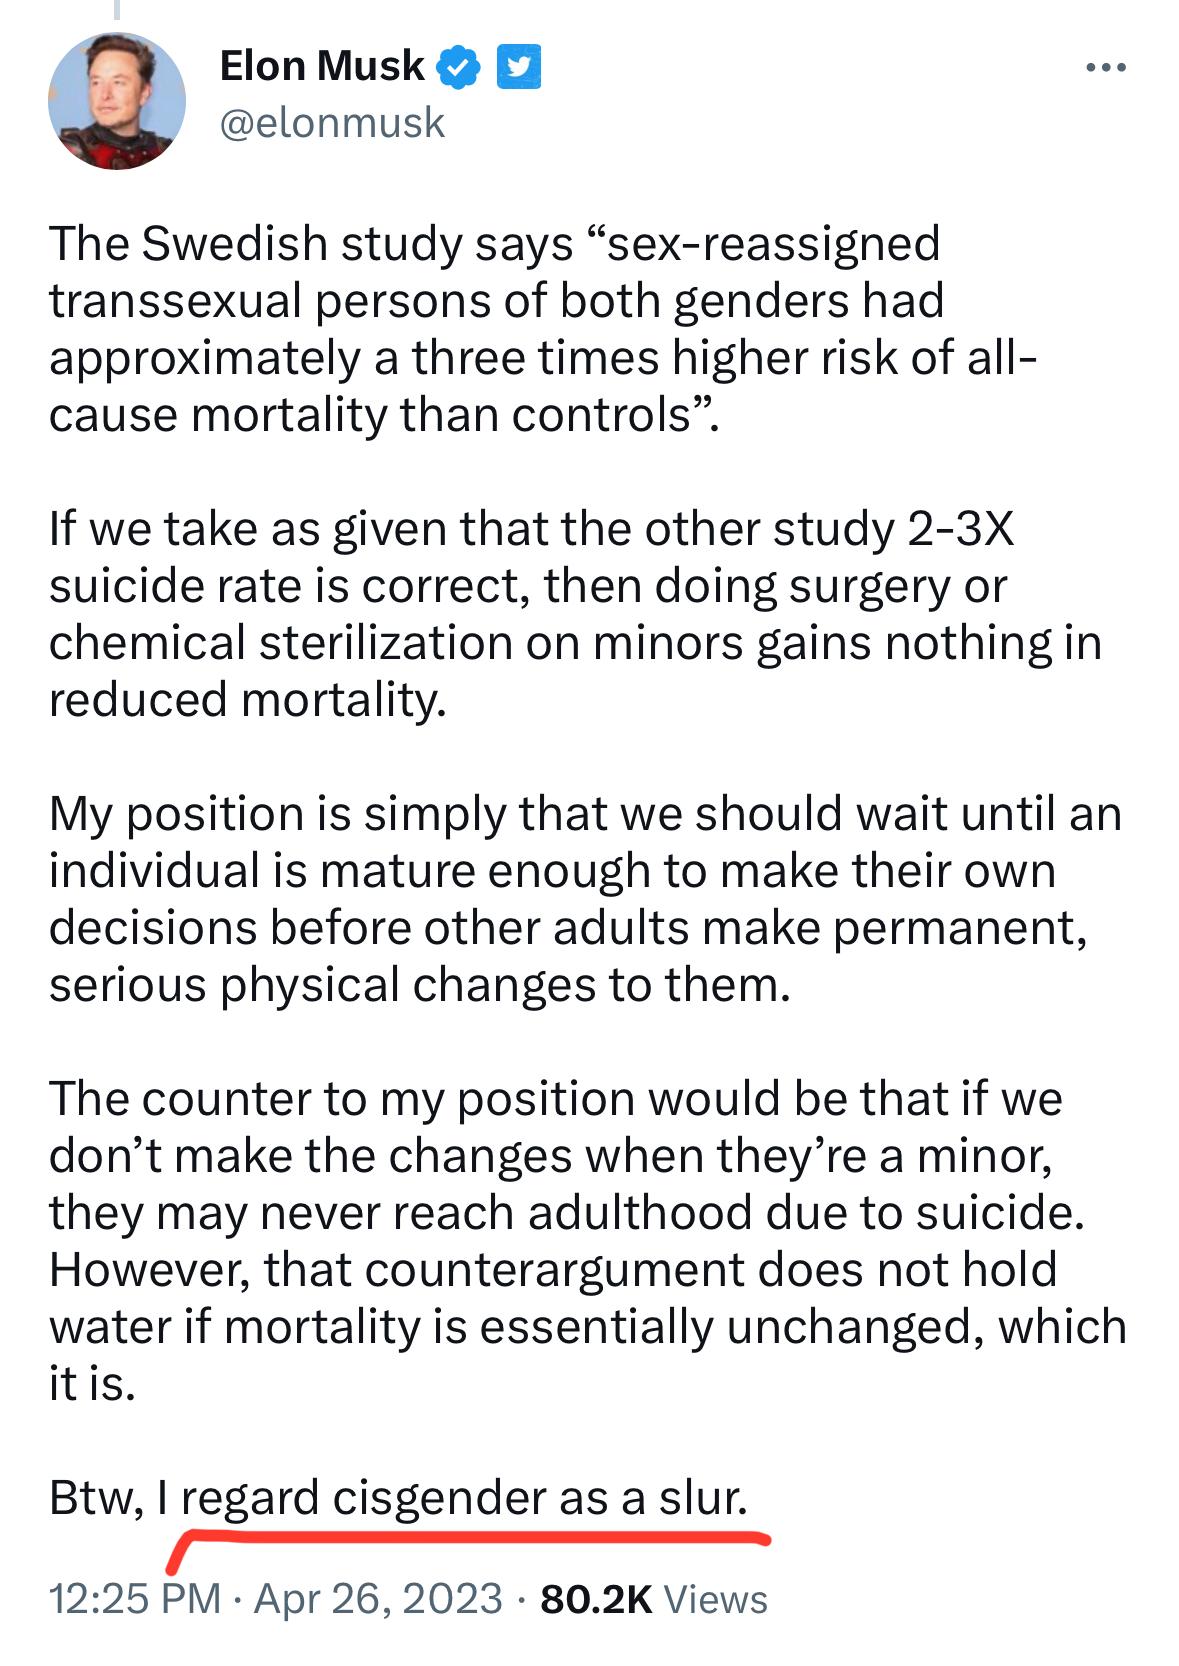 Elon Musk
@elonmusk
The Swedish study says “sex-reassigned
transsexual persons of both genders had
approximately a three times higher risk of all-
cause mortality than controls”.
If we take as given that the other study 2-3X
suicide rate is correct, then doing surgery or
chemical sterilization on minors gains nothing in
reduced mortality.
My position is simply that we should wait until an
individual is mature enough to make their own
decisions before other adults make permanent,
serious physical changes to them.
The counter to my position would be that if we
don’t make the changes when they’re a minor,
they may never reach adulthood due to suicide.
However, that counterargument does not hold
water if mortality is essentially unchanged, which
it is.
Btw, I regard cisgender as a slur.
12:25 PM · Apr 26, 2023 · 80.2K Views